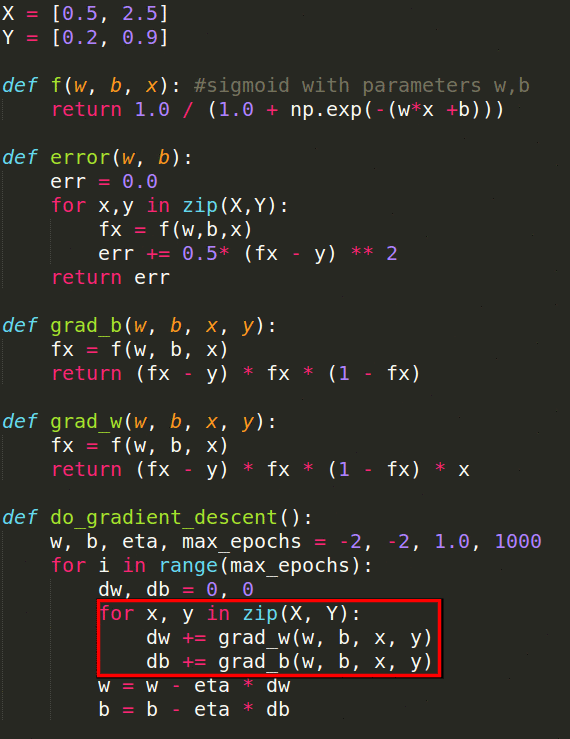 X = [0.5, 2.5]
Y = [0.2, 0.9]
def f(w, b, x): #sigmoid with parameters w,b
    return 1.0 / (1.0 + np.exp(-(w*x +b)))
def error(w, b):
    err = 0.0
    for x,y in zip(X,Y):
        fx = f(w,b,x)
        err += 0.5* (fx - y) ** 2
    return err
def grad_b(w, b, x, y):
    fx = f(w, b, x)
    return (fx - y) * fx * (1 - fx)
def grad_w(w, b, x, y):
    fx = f(w, b, x)
    return (fx - y) * fx * (1 - fx) * x
def do_gradient_descent():
    w, b, eta, max_epochs = -2, -2, 1.0, 1000
    for i in range(max_epochs):
        dw, db = 0, 0
        for x, y in zip(X, Y):
            dw += grad_w(w, b, x, y)
            db += grad_b(w, b, x, y)
        w = w - eta * dw
        b = b - eta * db